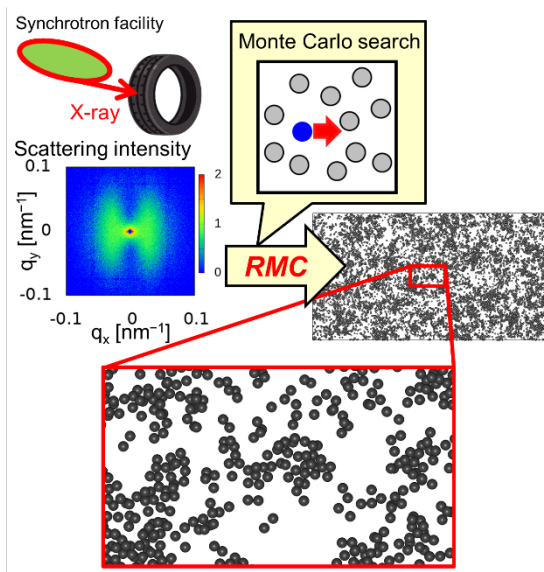 Synchrotron facility
X-ray
Monte Carlo search
Scattering intensity
0.1
0
-0.1
q_y [nm⁻¹]
2
1
0
-0.1
0
0.1
q_x [nm⁻¹]
RMC